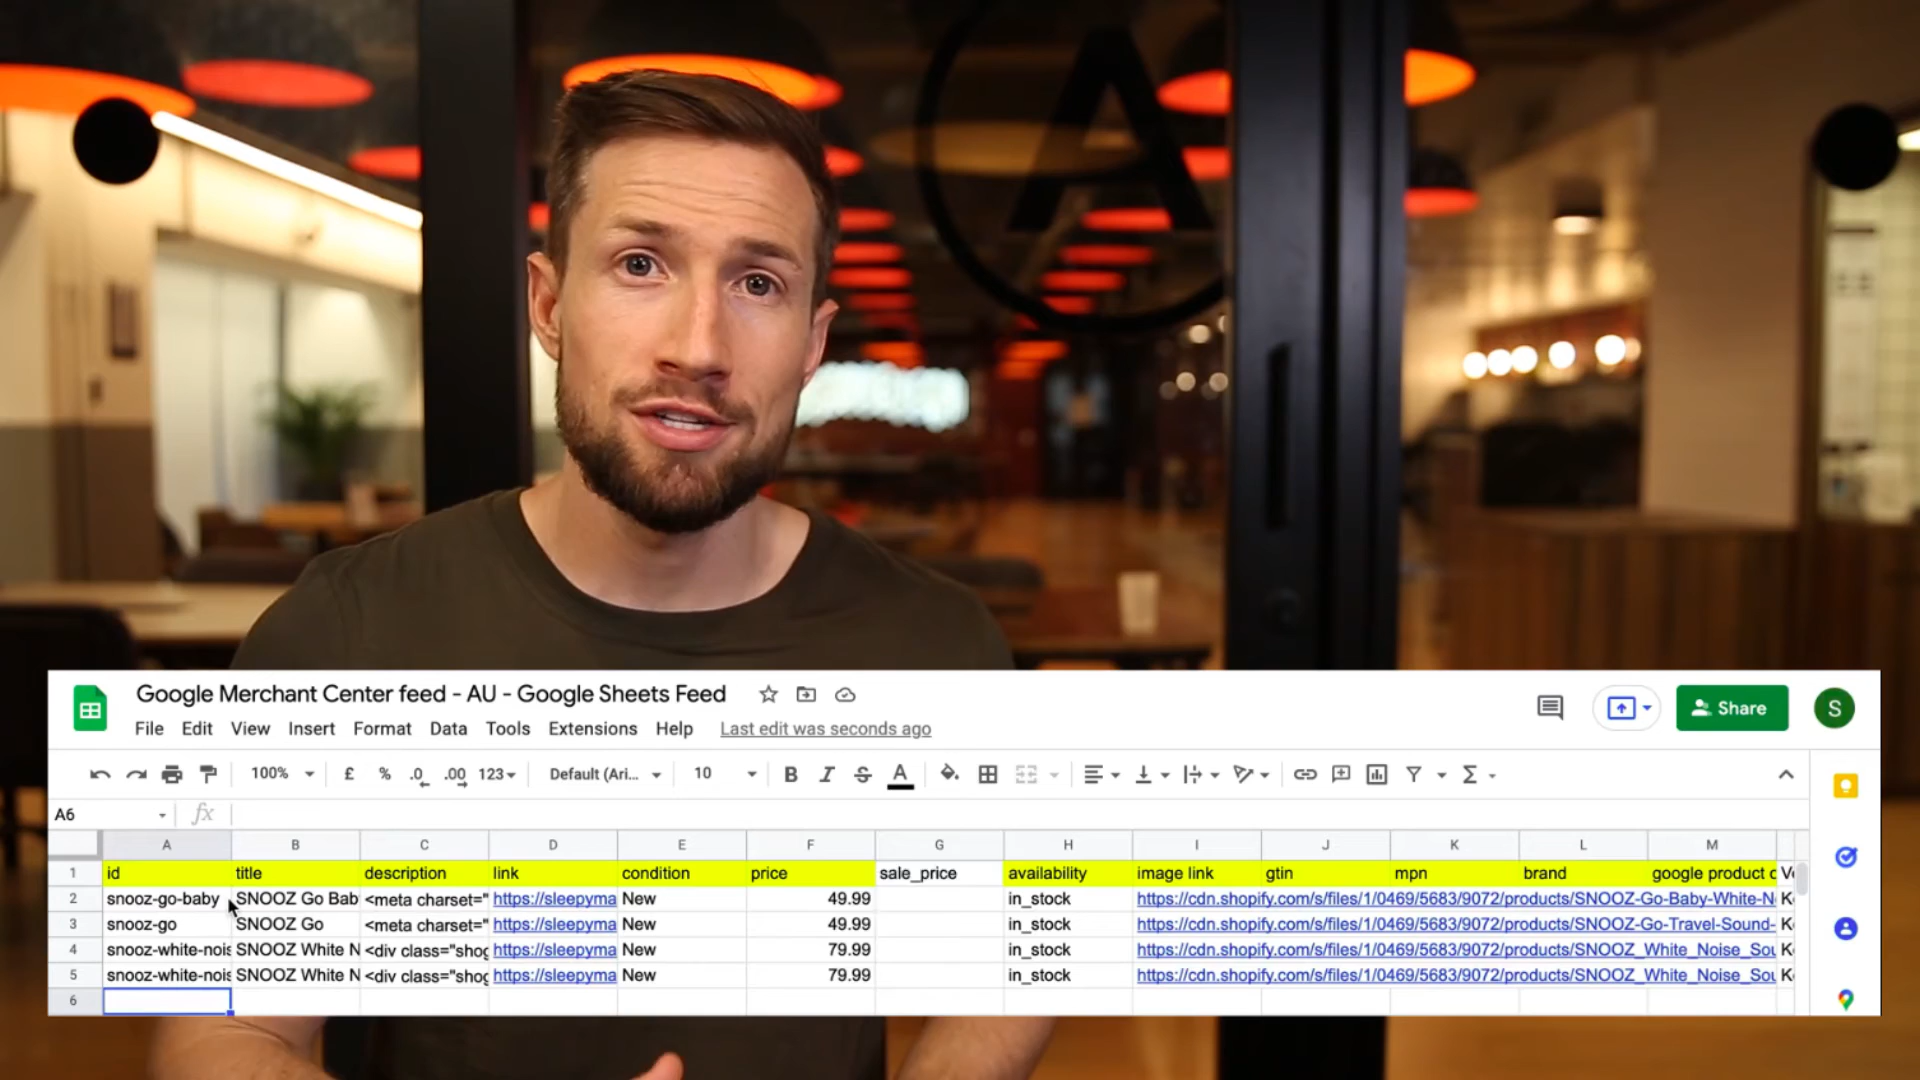 Google Merchant Center feed - AU - Google Sheets Feed
File Edit View Insert Format Data Tools Extensions Help Last edit was seconds ago
Share
S
100% £ % .0 .00 123 Default (Ari... 10 B I S A
A6 fx
A B C D E F G H I J K L M
1 id title description link condition price sale_price availability image link gtin mpn brand google product c
2 snooz-go-baby SNOOZ Go Bab <meta charset=" https://sleepyma New 49.99 in_stock https://cdn.shopify.com/s/files/1/0469/5683/9072/products/SNOOZ-Go-Baby-White-N
3 snooz-go SNOOZ Go <meta charset=" https://sleepyma New 49.99 in_stock https://cdn.shopify.com/s/files/1/0469/5683/9072/products/SNOOZ-Go-Travel-Sound-
4 snooz-white-nois SNOOZ White N <div class="shog https://sleepyma New 79.99 in_stock https://cdn.shopify.com/s/files/1/0469/5683/9072/products/SNOOZ_White_Noise_Sou
5 snooz-white-nois SNOOZ White N <div class="shog https://sleepyma New 79.99 in_stock https://cdn.shopify.com/s/files/1/0469/5683/9072/products/SNOOZ_White_Noise_Sou
6